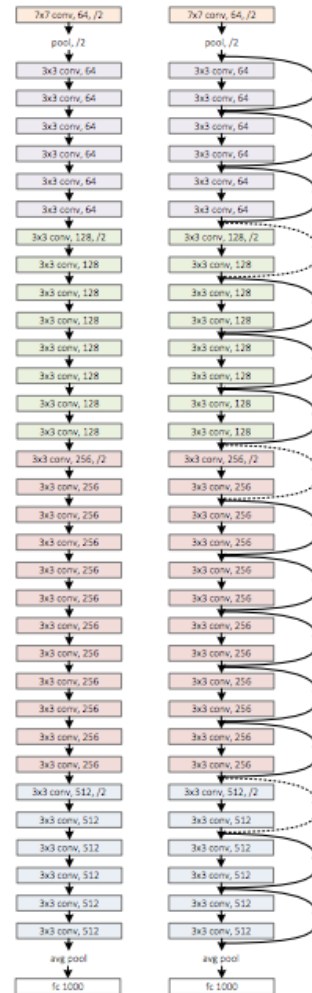 7x7 conv, 64, /2
pool, /2
3x3 conv, 64
3x3 conv, 64
3x3 conv, 64
3x3 conv, 64
3x3 conv, 64
3x3 conv, 64
3x3 conv, 128, /2
3x3 conv, 128
3x3 conv, 128
3x3 conv, 128
3x3 conv, 128
3x3 conv, 128
3x3 conv, 128
3x3 conv, 128
3x3 conv, 256, /2
3x3 conv, 256
3x3 conv, 256
3x3 conv, 256
3x3 conv, 256
3x3 conv, 256
3x3 conv, 256
3x3 conv, 256
3x3 conv, 256
3x3 conv, 256
3x3 conv, 256
3x3 conv, 256
3x3 conv, 512, /2
3x3 conv, 512
3x3 conv, 512
3x3 conv, 512
3x3 conv, 512
3x3 conv, 512
avg pool
fc 1000
7x7 conv, 64, /2
pool, /2
3x3 conv, 64
3x3 conv, 64
3x3 conv, 64
3x3 conv, 64
3x3 conv, 64
3x3 conv, 64
3x3 conv, 128, /2
3x3 conv, 128
3x3 conv, 128
3x3 conv, 128
3x3 conv, 128
3x3 conv, 128
3x3 conv, 128
3x3 conv, 128
3x3 conv, 256, /2
3x3 conv, 256
3x3 conv, 256
3x3 conv, 256
3x3 conv, 256
3x3 conv, 256
3x3 conv, 256
3x3 conv, 256
3x3 conv, 256
3x3 conv, 256
3x3 conv, 256
3x3 conv, 256
3x3 conv, 512, /2
3x3 conv, 512
3x3 conv, 512
3x3 conv, 512
3x3 conv, 512
3x3 conv, 512
avg pool
fc 1000